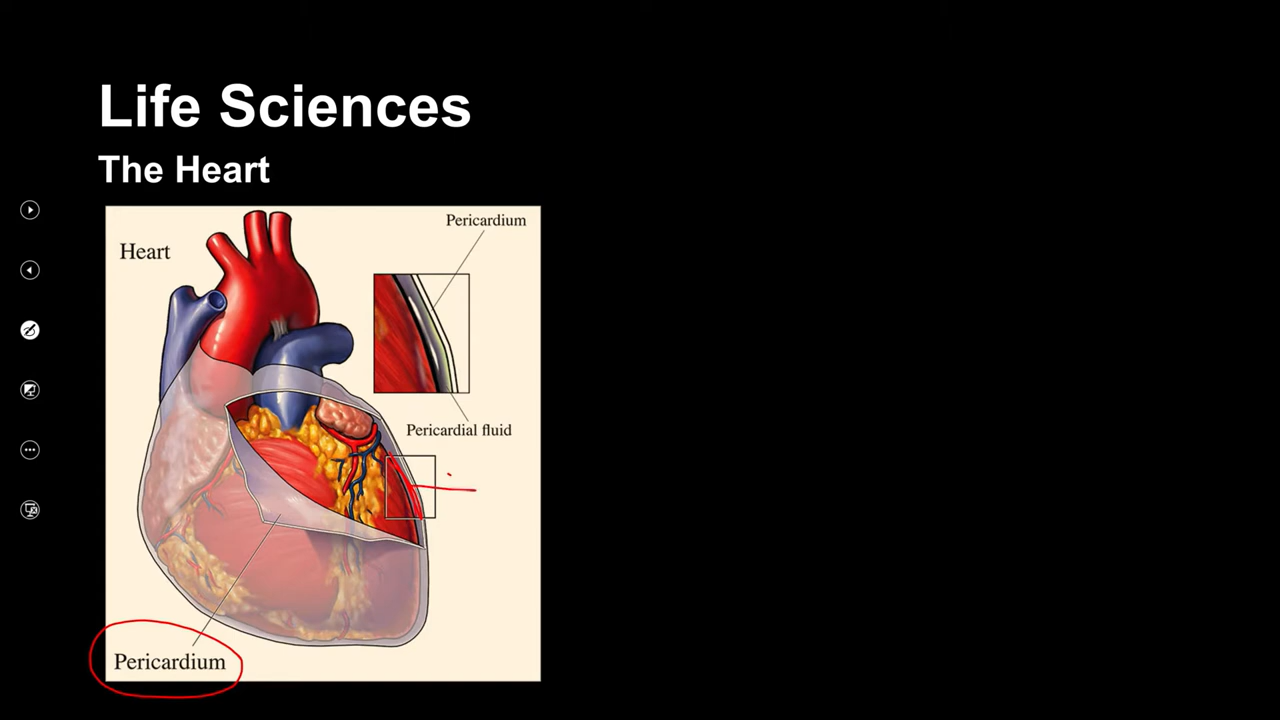 Life Sciences
The Heart
Pericardium
Heart
Pericardial fluid
Pericardium